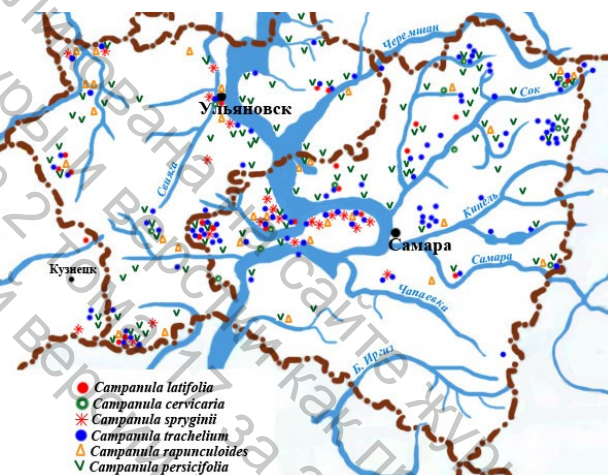 Черемшан
Сок
Ульяновск
Свияга
Кинель
Самара
Самара
Кузнецк
Чапаевка
Б. Иргиз
Campanula latifolia
Campanula cervicaria
Campanula spryginii
Campanula trachelium
Campanula rapunculoides
Campanula persicifolia